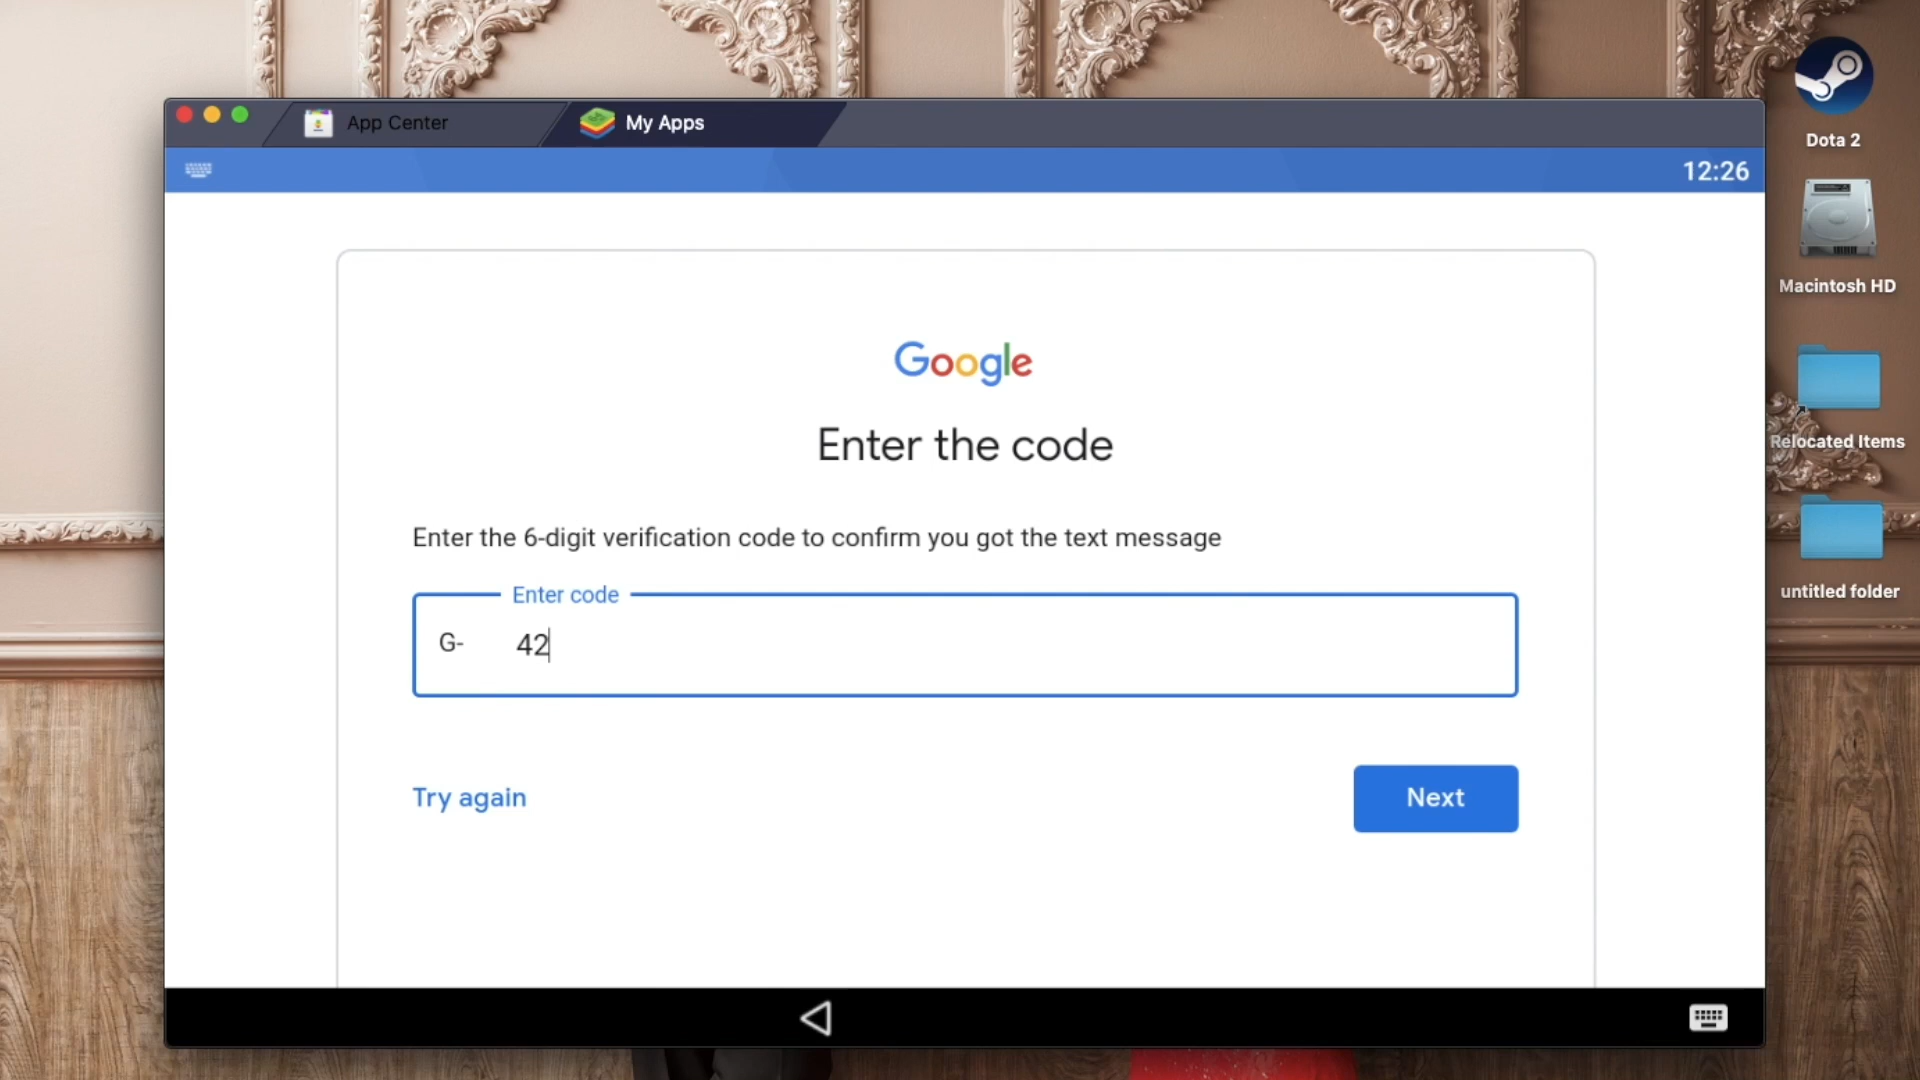 App Center
My Apps
12:26
Dota 2
Macintosh HD
Google
Enter the code
Relocated Items
Enter the 6-digit verification code to confirm you got the text message
Enter code
untitled folder
G- 42
Try again
Next